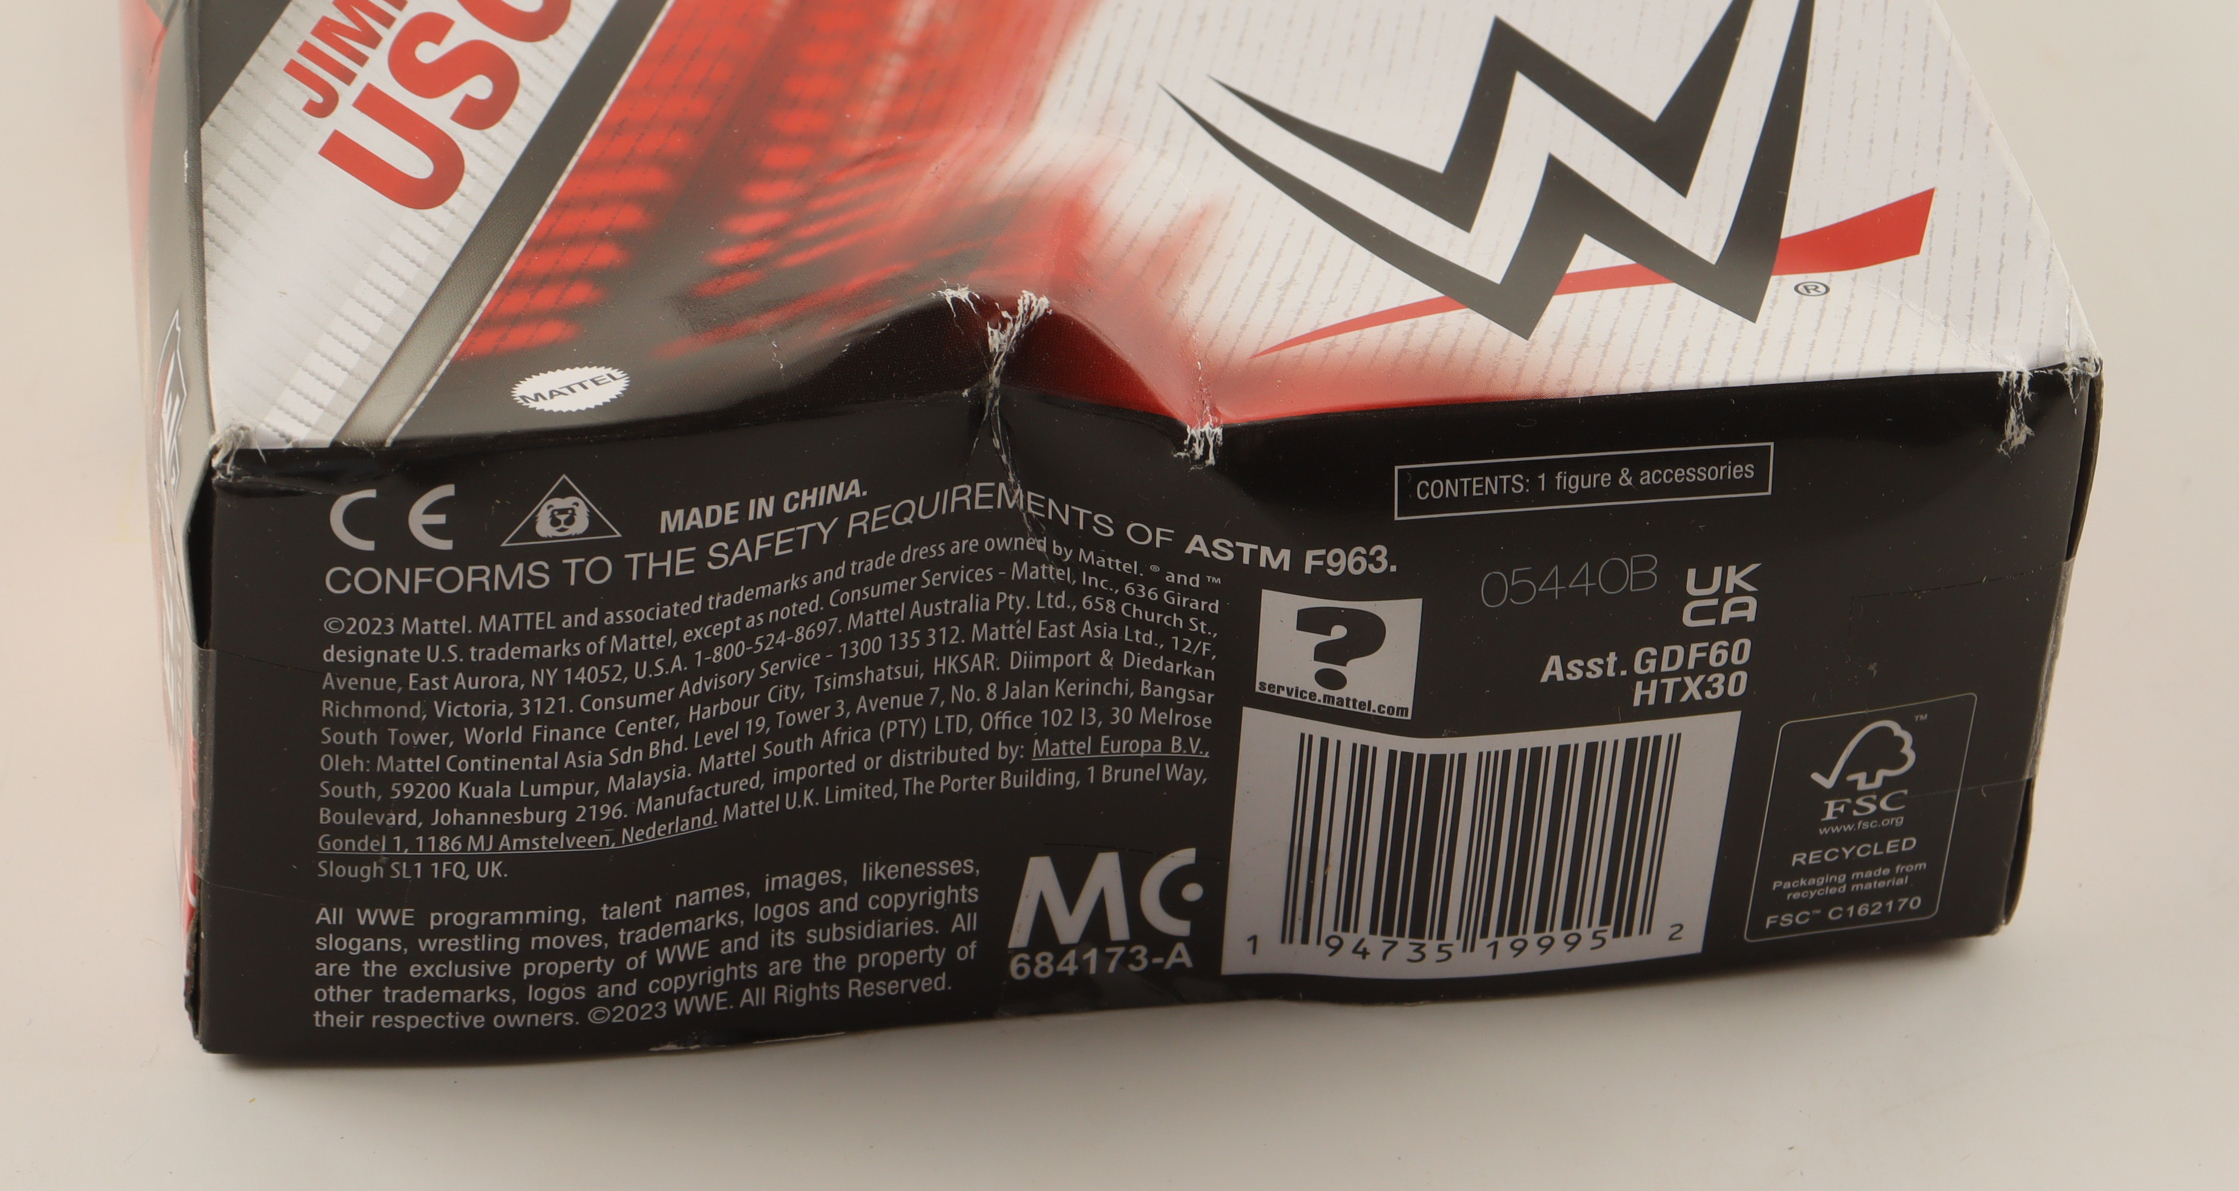 JIM
USO
W
®
MATTEL
CE
MADE IN CHINA.
CONFORMS TO THE SAFETY REQUIREMENTS OF ASTM F963.
©2023 Mattel. MATTEL and associated trademarks and trade dress are owned by Mattel. ® and ™
designate U.S. trademarks of Mattel, except as noted. Consumer Services - Mattel, Inc., 636 Girard
Avenue, East Aurora, NY 14052, U.S.A. 1-800-524-8697. Mattel Australia Pty. Ltd., 658 Church St.,
Richmond, Victoria, 3121. Consumer Advisory Service - 1300 135 312. Mattel East Asia Ltd., 12/F,
South Tower, World Finance Center, Harbour City, Tsimshatsui, HKSAR. Diimport & Diedarkan
Oleh: Mattel Continental Asia Sdn Bhd. Level 19, Tower 3, Avenue 7, No. 8 Jalan Kerinchi, Bangsar
South, 59200 Kuala Lumpur, Malaysia. Mattel South Africa (PTY) LTD, Office 102 I3, 30 Melrose
Boulevard, Johannesburg 2196. Manufactured, imported or distributed by: Mattel Europa B.V.,
Gondel 1, 1186 MJ Amstelveen, Nederland. Mattel U.K. Limited, The Porter Building, 1 Brunel Way,
Slough SL1 1FQ, UK.
All WWE programming, talent names, images, likenesses,
slogans, wrestling moves, trademarks, logos and copyrights
are the exclusive property of WWE and its subsidiaries. All
other trademarks, logos and copyrights are the property of
their respective owners. ©2023 WWE. All Rights Reserved.
MC
684173-A
CONTENTS: 1 figure & accessories
05440B
UK
CA
?
service.mattel.com
Asst.GDF60
HTX30
1 94735 19995 2
™
FSC
www.fsc.org
RECYCLED
Packaging made from
recycled material
FSC™ C162170